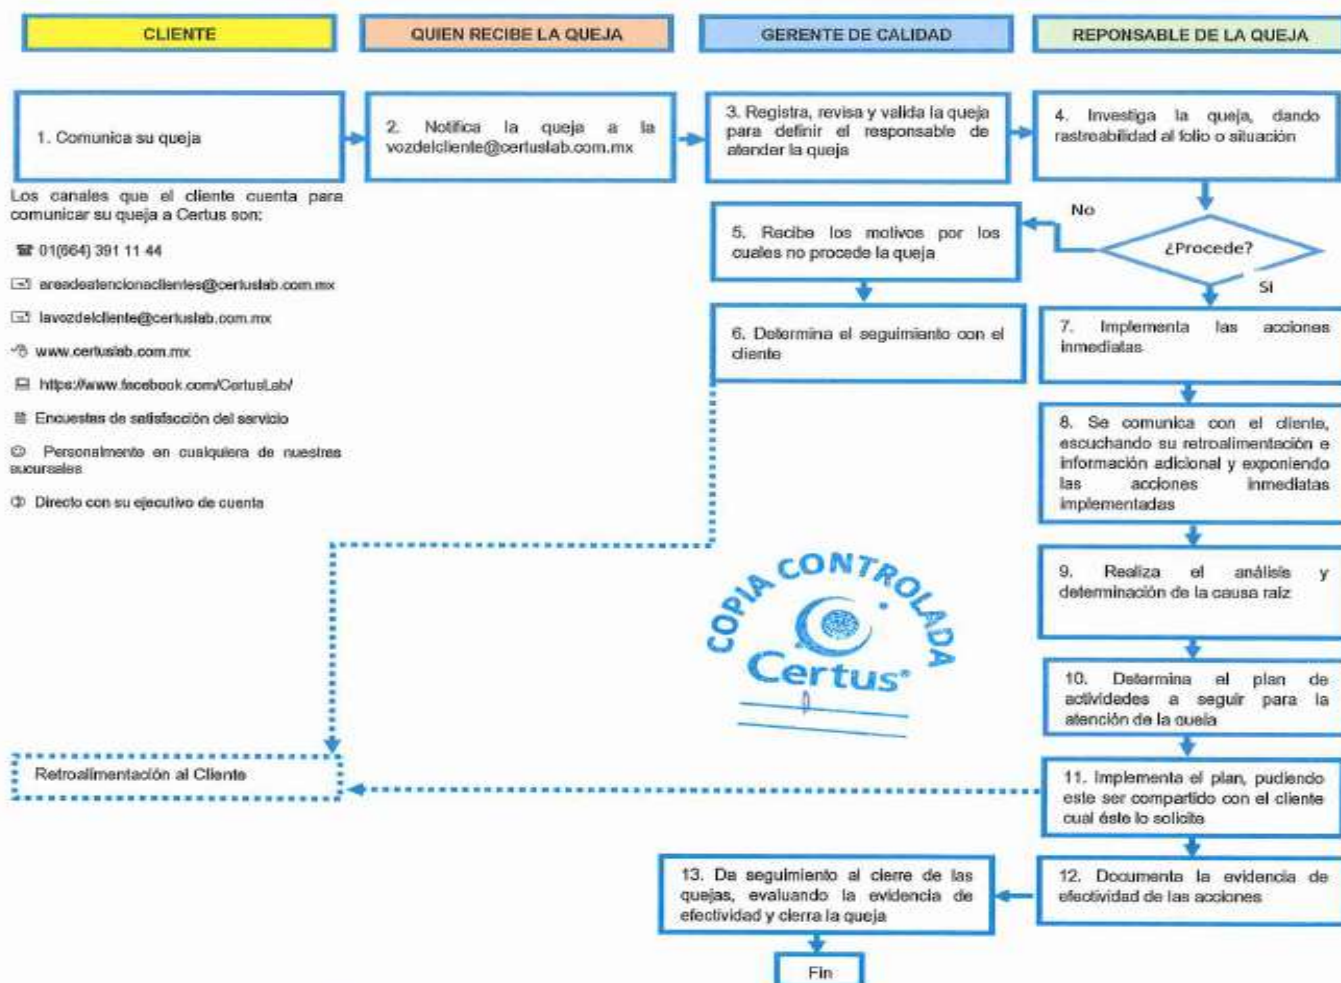 CLIENTE
QUIEN RECIBE LA QUEJA
GERENTE DE CALIDAD
REPONSABLE DE LA QUEJA
1. Comunica su queja
2. Notifica la queja a la
vozdelcliente@certuslab.com.mx
3. Registra, revisa y valida la queja
para definir el responsable de
atender la queja
4. Investiga la queja, dando
rastreabilidad al folio o situación
Los canales que el cliente cuenta para
comunicar su queja a Certus son:
01(664) 391 11 44
areadeatencionaclientes@certuslab.com.mx
lavozdelcliente@certuslab.com.mx
www.certuslab.com.mx
https://www.facebook.com/CertusLab/
Encuestas de satisfacción del servicio
Personalmente en cualquiera de nuestras
sucursales
Directo con su ejecutivo de cuenta
No
¿Procede?
Si
5. Recibe los motivos por los
cuales no procede la queja
6. Determina el seguimiento con el
cliente
7. Implementa las acciones
inmediatas
8. Se comunica con el cliente,
escuchando su retroalimentación e
información adicional y exponiendo
las acciones inmediatas
implementadas
9. Realiza el análisis y
determinación de la causa raíz
10. Determina el plan de
actividades a seguir para la
atención de la queja
COPIA CONTROLADA
Certus®
Retroalimentación al Cliente
11. Implementa el plan, pudiendo
este ser compartido con el cliente
cual éste lo solicite
12. Documenta la evidencia de
efectividad de las acciones
13. Da seguimiento al cierre de las
quejas, evaluando la evidencia de
efectividad y cierra la queja
Fin